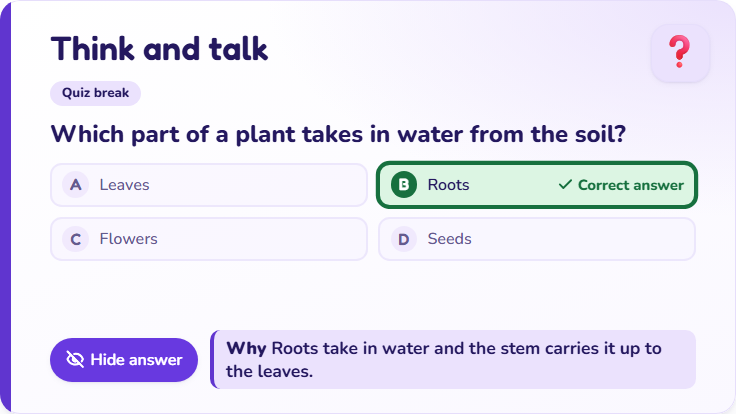 Think and talk
Quiz break
Which part of a plant takes in water from the soil?
A Leaves
B Roots ✓ Correct answer
C Flowers
D Seeds
Hide answer
Why Roots take in water and the stem carries it up to
the leaves.